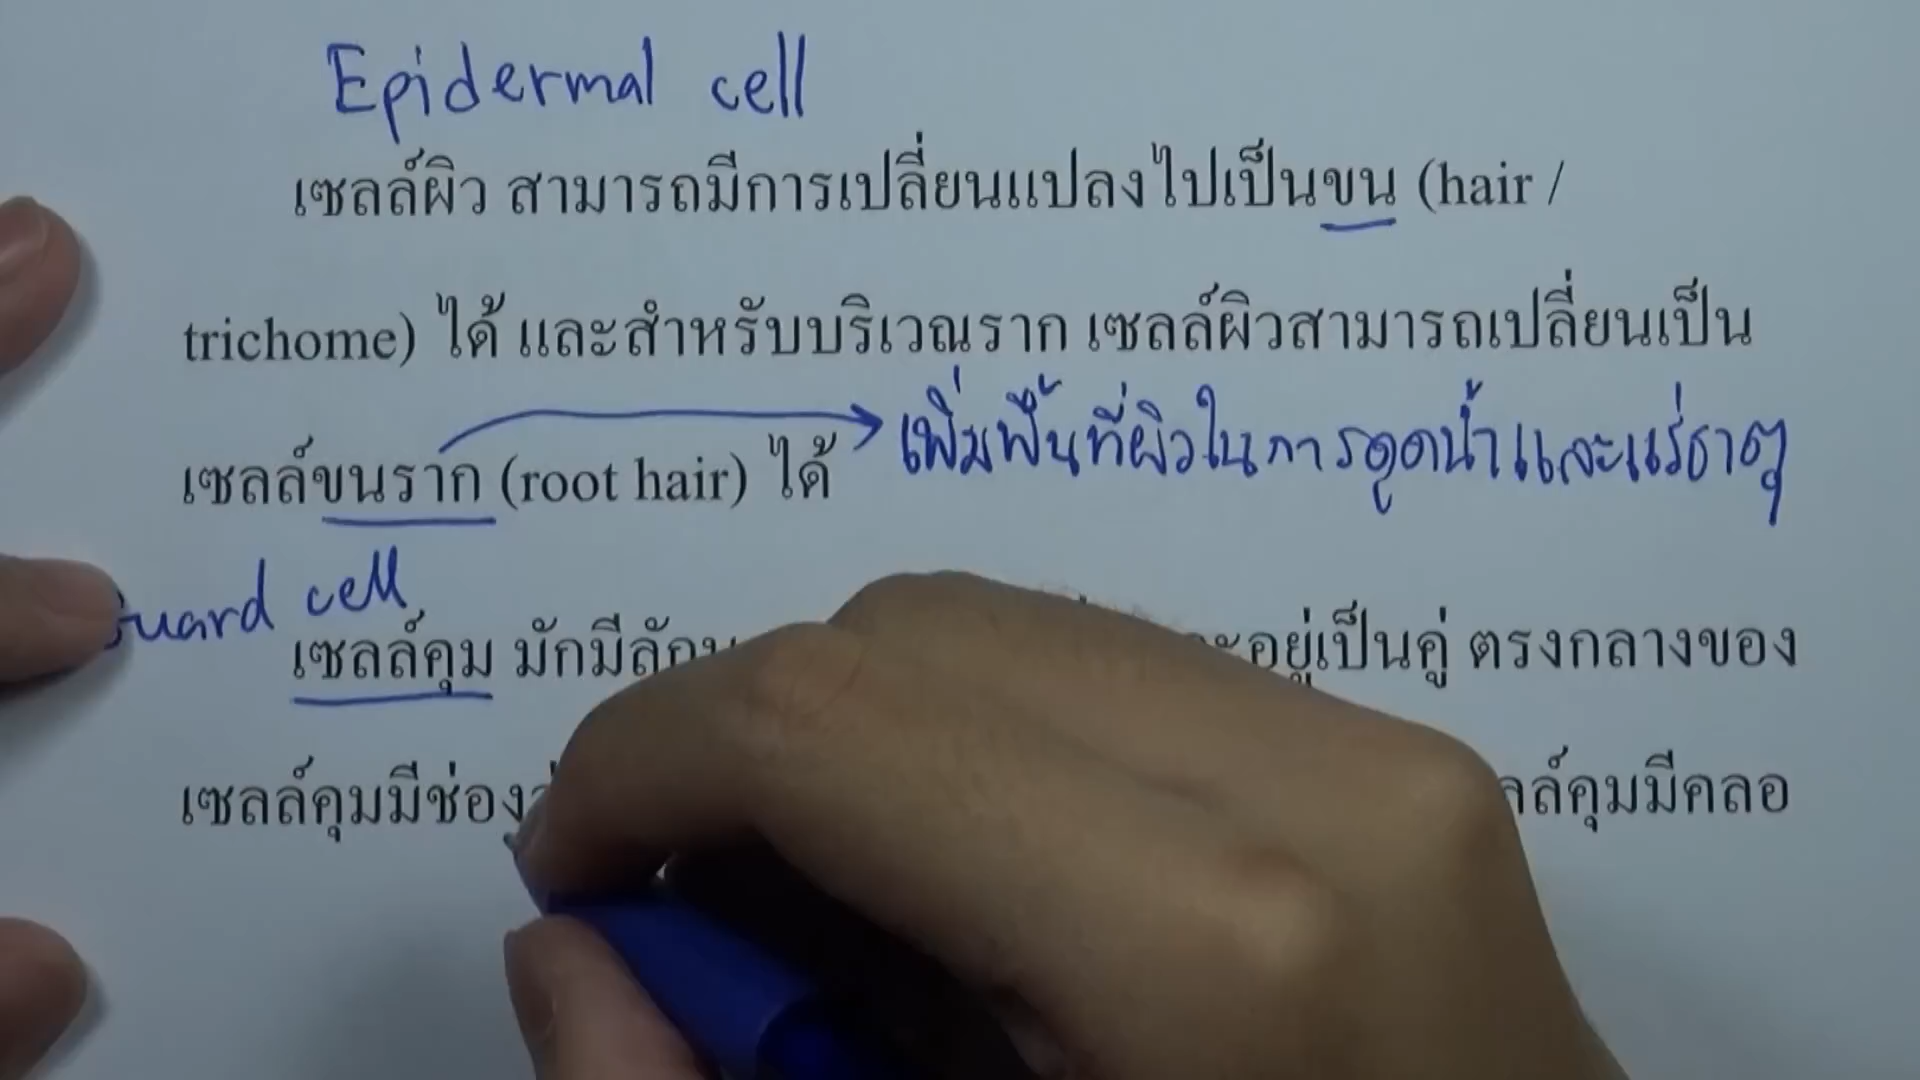 Epidermal cell
เซลล์ผิว สามารถมีการเปลี่ยนแปลงไปเป็นขน (hair /
trichome) ได้ และสำหรับบริเวณราก เซลล์ผิวสามารถเปลี่ยนเป็น
เซลล์ขนราก (root hair) ได้ เพิ่มพื้นที่ผิวในการดูดน้ำและแร่ธาตุ
Guard cell
เซลล์คุม มักมี อยู่เป็นคู่ ตรงกลางของ
เซลล์คุมมีช่อง ลล์คุมมีคลอ